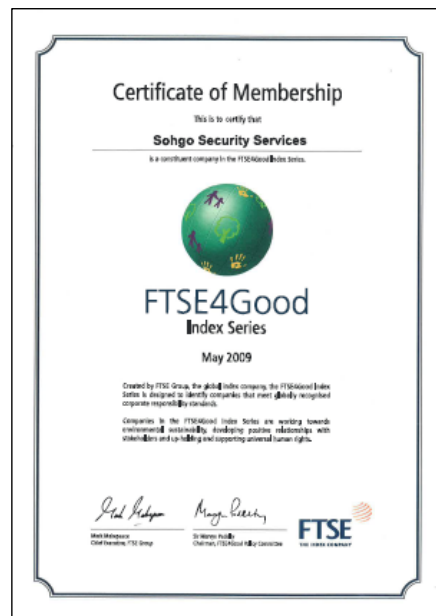 Certificate of Membership
This is to certify that
Sohgo Security Services
is a constituent company in the FTSE4Good Index Series.
FTSE4Good
Index Series
May 2009
Created by FTSE Group, the global index company, the FTSE4Good Index
Series is designed to identify companies that meet globally recognised
corporate responsibility standards.
Companies in the FTSE4Good Index Series are working towards
environmental sustainability, developing positive relationships with
stakeholders and up-holding and supporting universal human rights.
Mark Makepeace
Chief Executive, FTSE Group
Sir Mervyn Pedelty
Chairman, FTSE4Good Policy Committee
FTSE
THE INDEX COMPANY